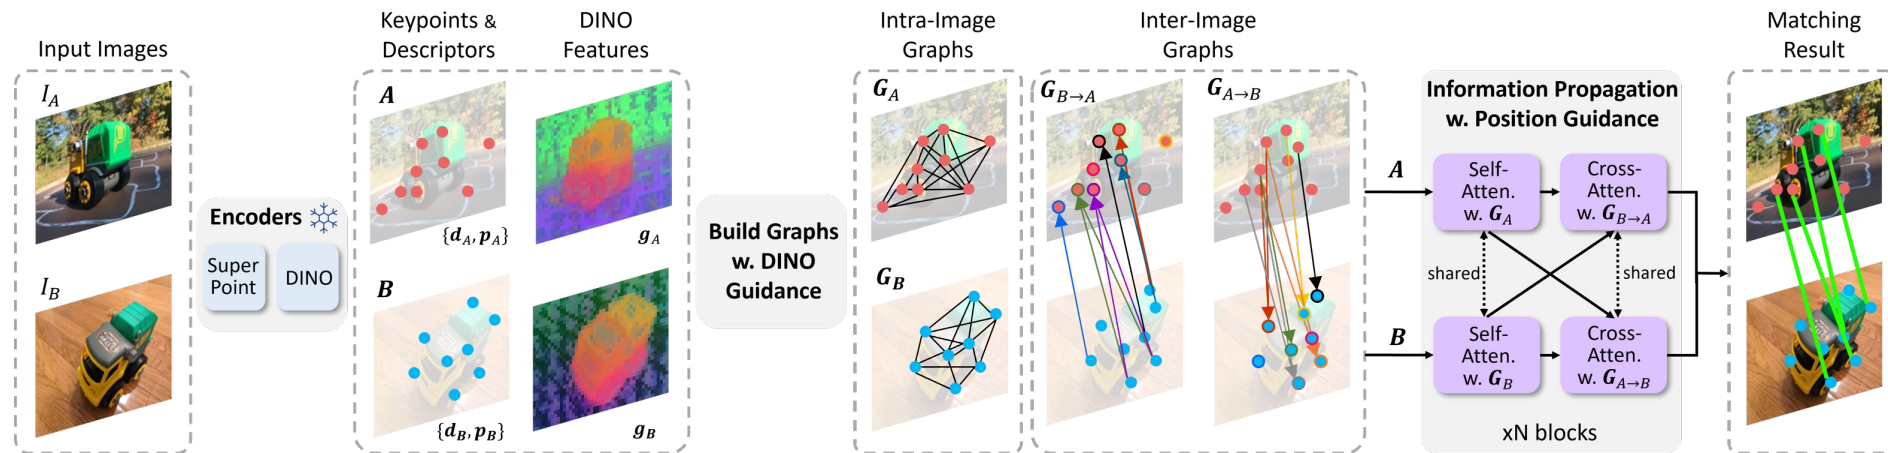 Input Images
I_A
I_B
Encoders
Super
Point
DINO
Keypoints &
Descriptors
A
{d_A, p_A}
B
{d_B, p_B}
DINO
Features
g_A
g_B
Build Graphs
w. DINO
Guidance
Intra-Image
Graphs
G_A
G_B
Inter-Image
Graphs
G_B→A
G_A→B
A
B
Information Propagation
w. Position Guidance
Self-
Atten.
w. G_A
Cross-
Atten.
w. G_B→A
shared
shared
Self-
Atten.
w. G_B
Cross-
Atten.
w. G_A→B
xN blocks
Matching
Result